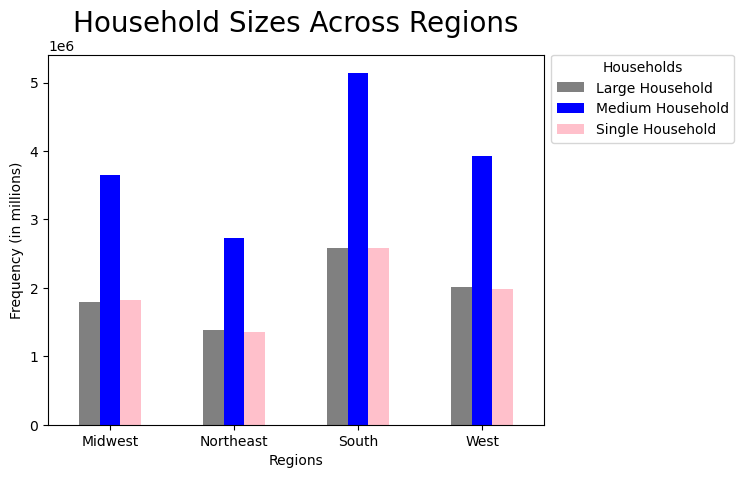 Household Sizes Across Regions
1e6
Households
Large Household
Medium Household
Single Household
5
4
3
2
1
0
Frequency (in millions)
Midwest Northeast South West
Regions